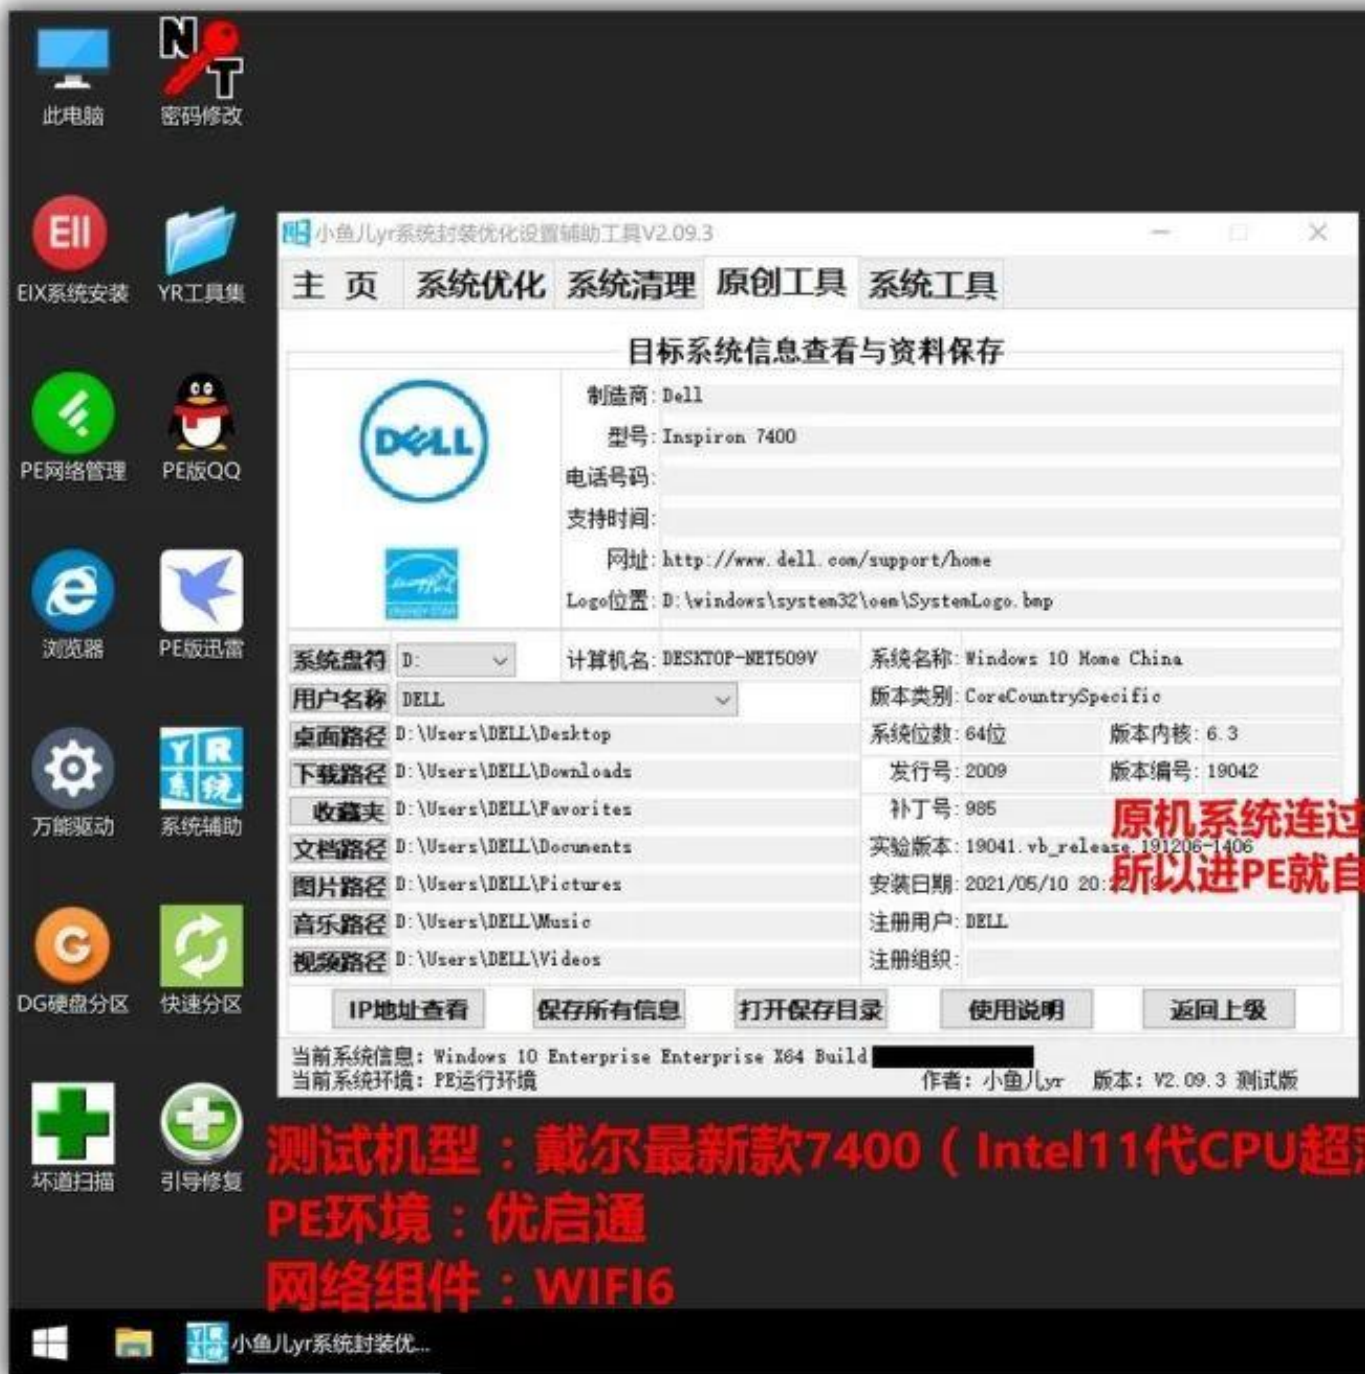 此电脑
N T
密码修改
EII
EIX系统安装
YR工具集
PE网络管理
PE版QQ
浏览器
PE版迅雷
万能驱动
YR系统
系统辅助
G
DG硬盘分区
快速分区
坏道扫描
引导修复
小鱼儿yr系统封装优化设置辅助工具V2.09.3
主 页 系统优化 系统清理 原创工具 系统工具
目标系统信息查看与资料保存
DELL
制造商: Dell
型号: Inspiron 7400
电话号码:
支持时间:
网址: http://www.dell.com/support/home
Logo位置: D:\windows\system32\oem\SystemLogo.bmp
系统盘符 D: 计算机名: DESKTOP-NET509V 系统名称: Windows 10 Home China
用户名称 DELL 版本类别: CoreCountrySpecific
桌面路径 D:\Users\DELL\Desktop 系统位数: 64位 版本内核: 6.3
下载路径 D:\Users\DELL\Downloads 发行号: 2009 版本编号: 19042
收藏夹 D:\Users\DELL\Favorites 补丁号: 985
原机系统连过
文档路径 D:\Users\DELL\Documents 实验版本: 19041.vb_release.191206-1406
所以进PE就自
图片路径 D:\Users\DELL\Pictures 安装日期: 2021/05/10
音乐路径 D:\Users\DELL\Music 注册用户: DELL
视频路径 D:\Users\DELL\Videos 注册组织:
IP地址查看 保存所有信息 打开保存目录 使用说明 返回上级
当前系统信息: Windows 10 Enterprise Enterprise X64 Build
当前系统环境: PE运行环境 作者: 小鱼儿yr 版本: V2.09.3 测试版
测试机型：戴尔最新款7400（Intel11代CPU超
PE环境：优启通
网络组件：WIFI6
小鱼儿yr系统封装优...